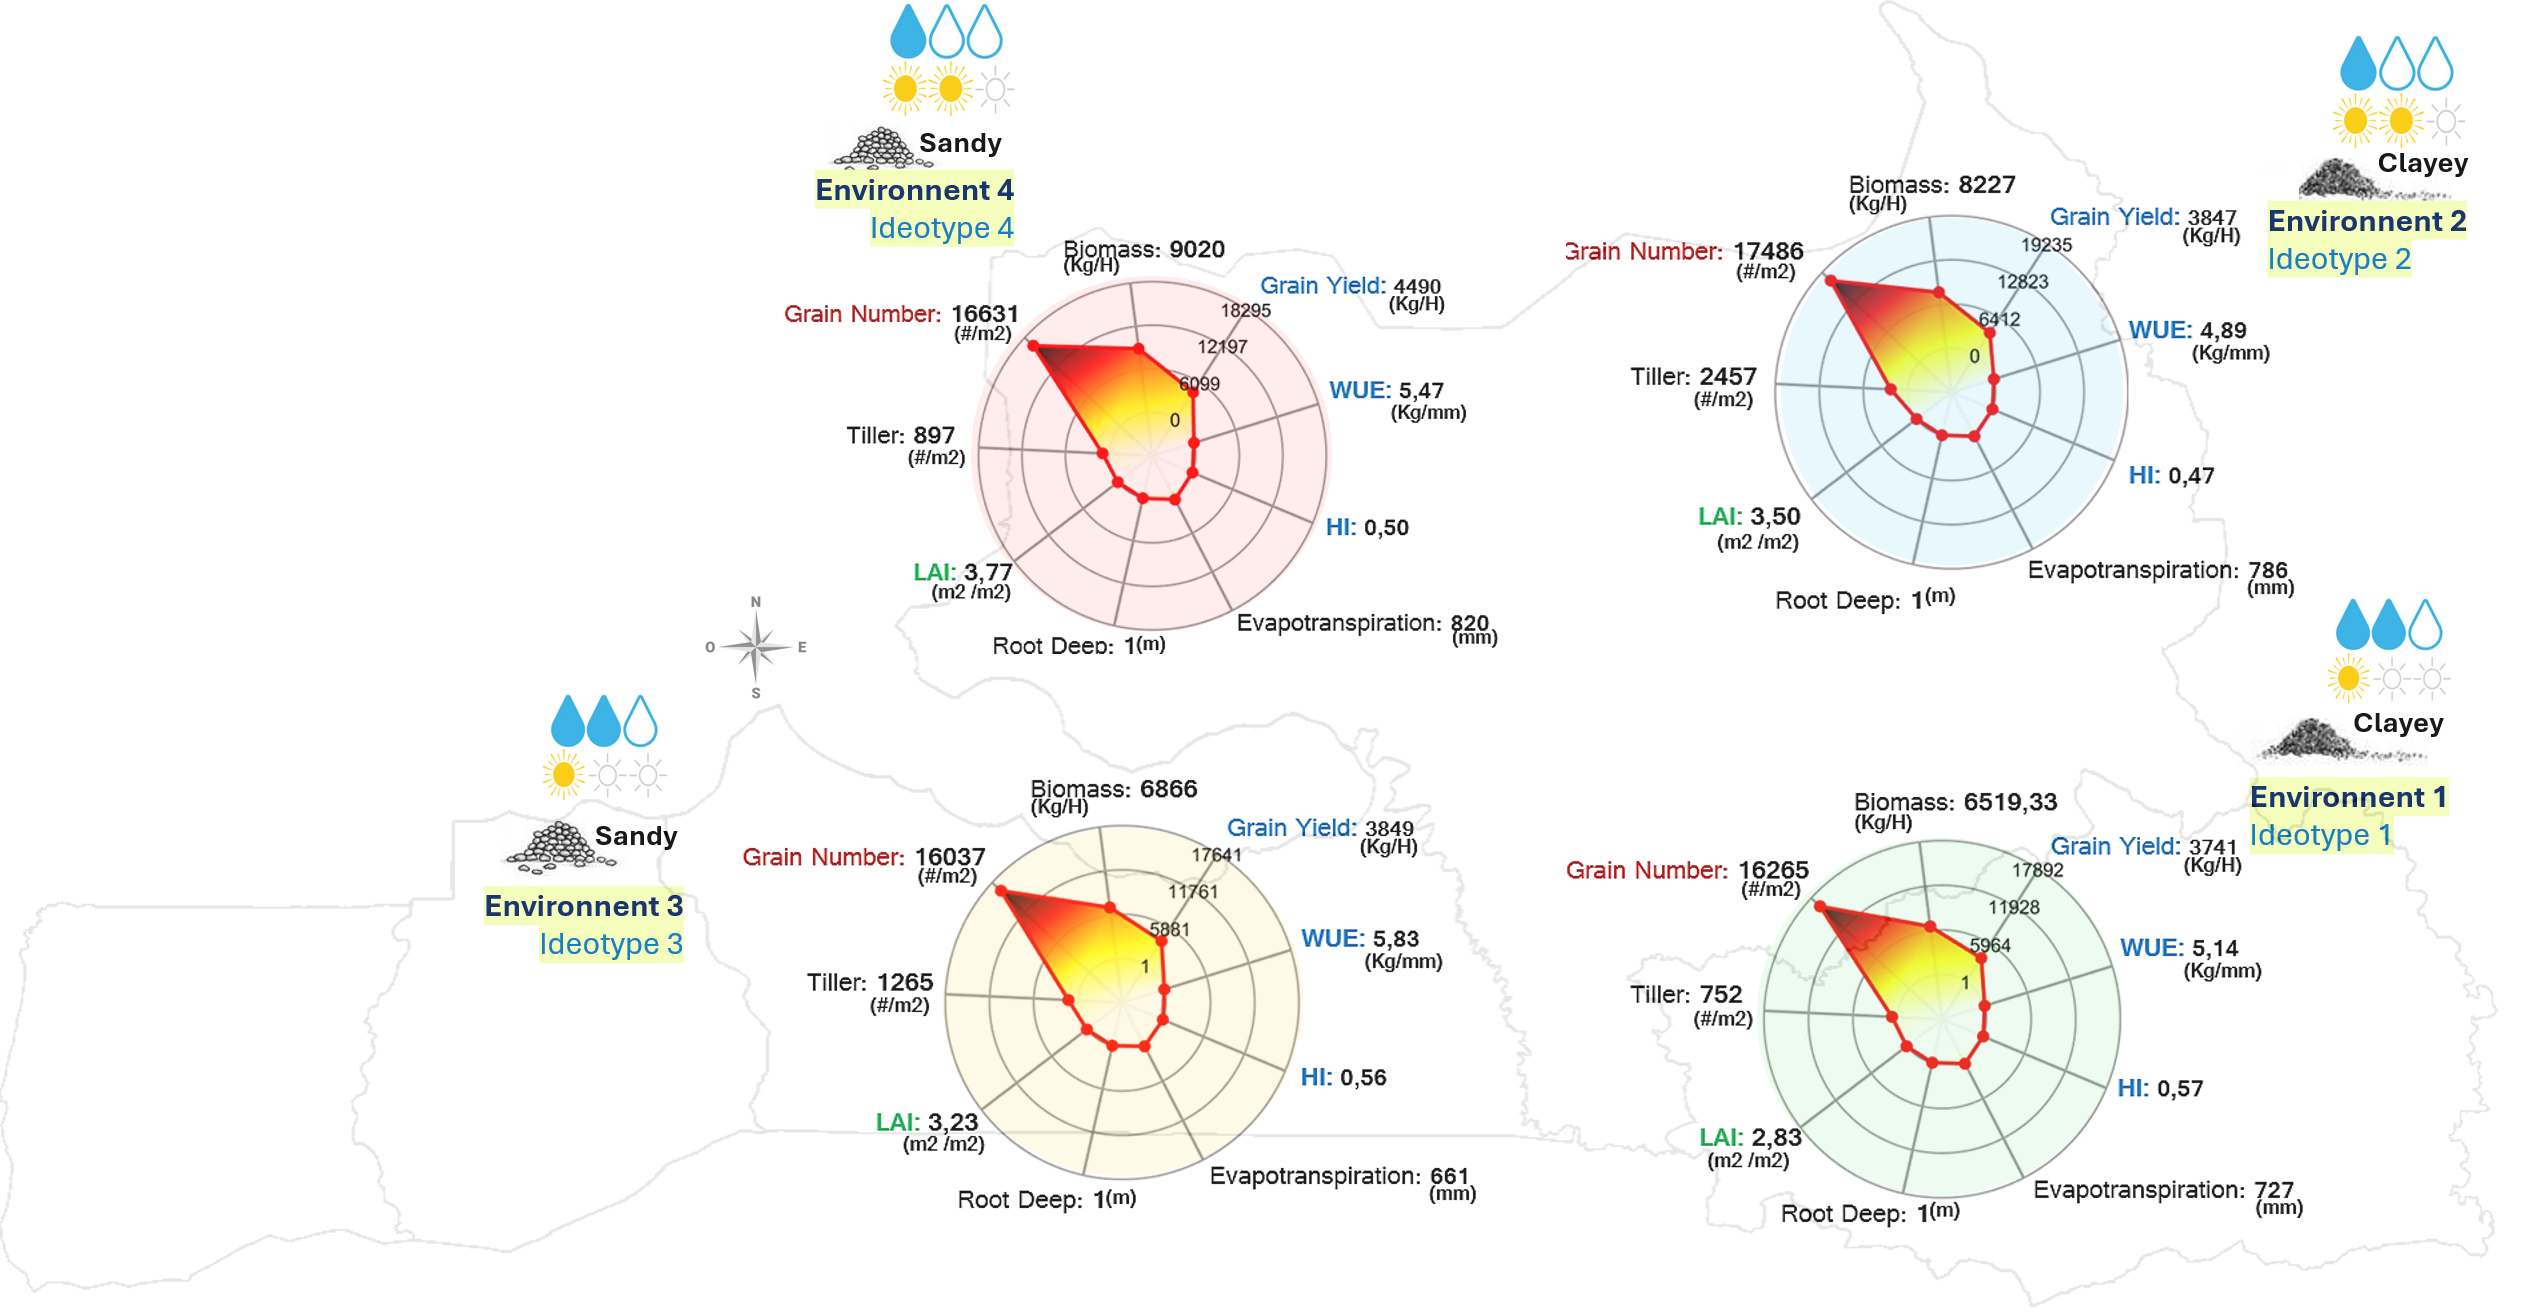 Sandy
Environnent 4
Ideotype 4
Biomass: 9020
(Kg/H)
Grain Yield: 4490
(Kg/H)
Grain Number: 16631
(#/m2)
18295
12197
6099
0
WUE: 5,47
(Kg/mm)
Tiller: 897
(#/m2)
HI: 0,50
LAI: 3,77
(m2 /m2)
Evapotranspiration: 820
(mm)
Root Deep: 1(m)
Clayey
Environnent 2
Ideotype 2
Biomass: 8227
(Kg/H)
Grain Yield: 3847
(Kg/H)
Grain Number: 17486
(#/m2)
19235
12823
6412
0
WUE: 4,89
(Kg/mm)
Tiller: 2457
(#/m2)
HI: 0,47
LAI: 3,50
(m2 /m2)
Evapotranspiration: 786
(mm)
Root Deep: 1(m)
N
O E
S
Sandy
Environnent 3
Ideotype 3
Biomass: 6866
(Kg/H)
Grain Yield: 3849
(Kg/H)
Grain Number: 16037
(#/m2)
17641
11761
5881
1
WUE: 5,83
(Kg/mm)
Tiller: 1265
(#/m2)
HI: 0,56
LAI: 3,23
(m2 /m2)
Evapotranspiration: 661
(mm)
Root Deep: 1(m)
Clayey
Environnent 1
Ideotype 1
Biomass: 6519,33
(Kg/H)
Grain Yield: 3741
(Kg/H)
Grain Number: 16265
(#/m2)
17892
11928
5964
1
WUE: 5,14
(Kg/mm)
Tiller: 752
(#/m2)
HI: 0,57
LAI: 2,83
(m2 /m2)
Evapotranspiration: 727
(mm)
Root Deep: 1(m)